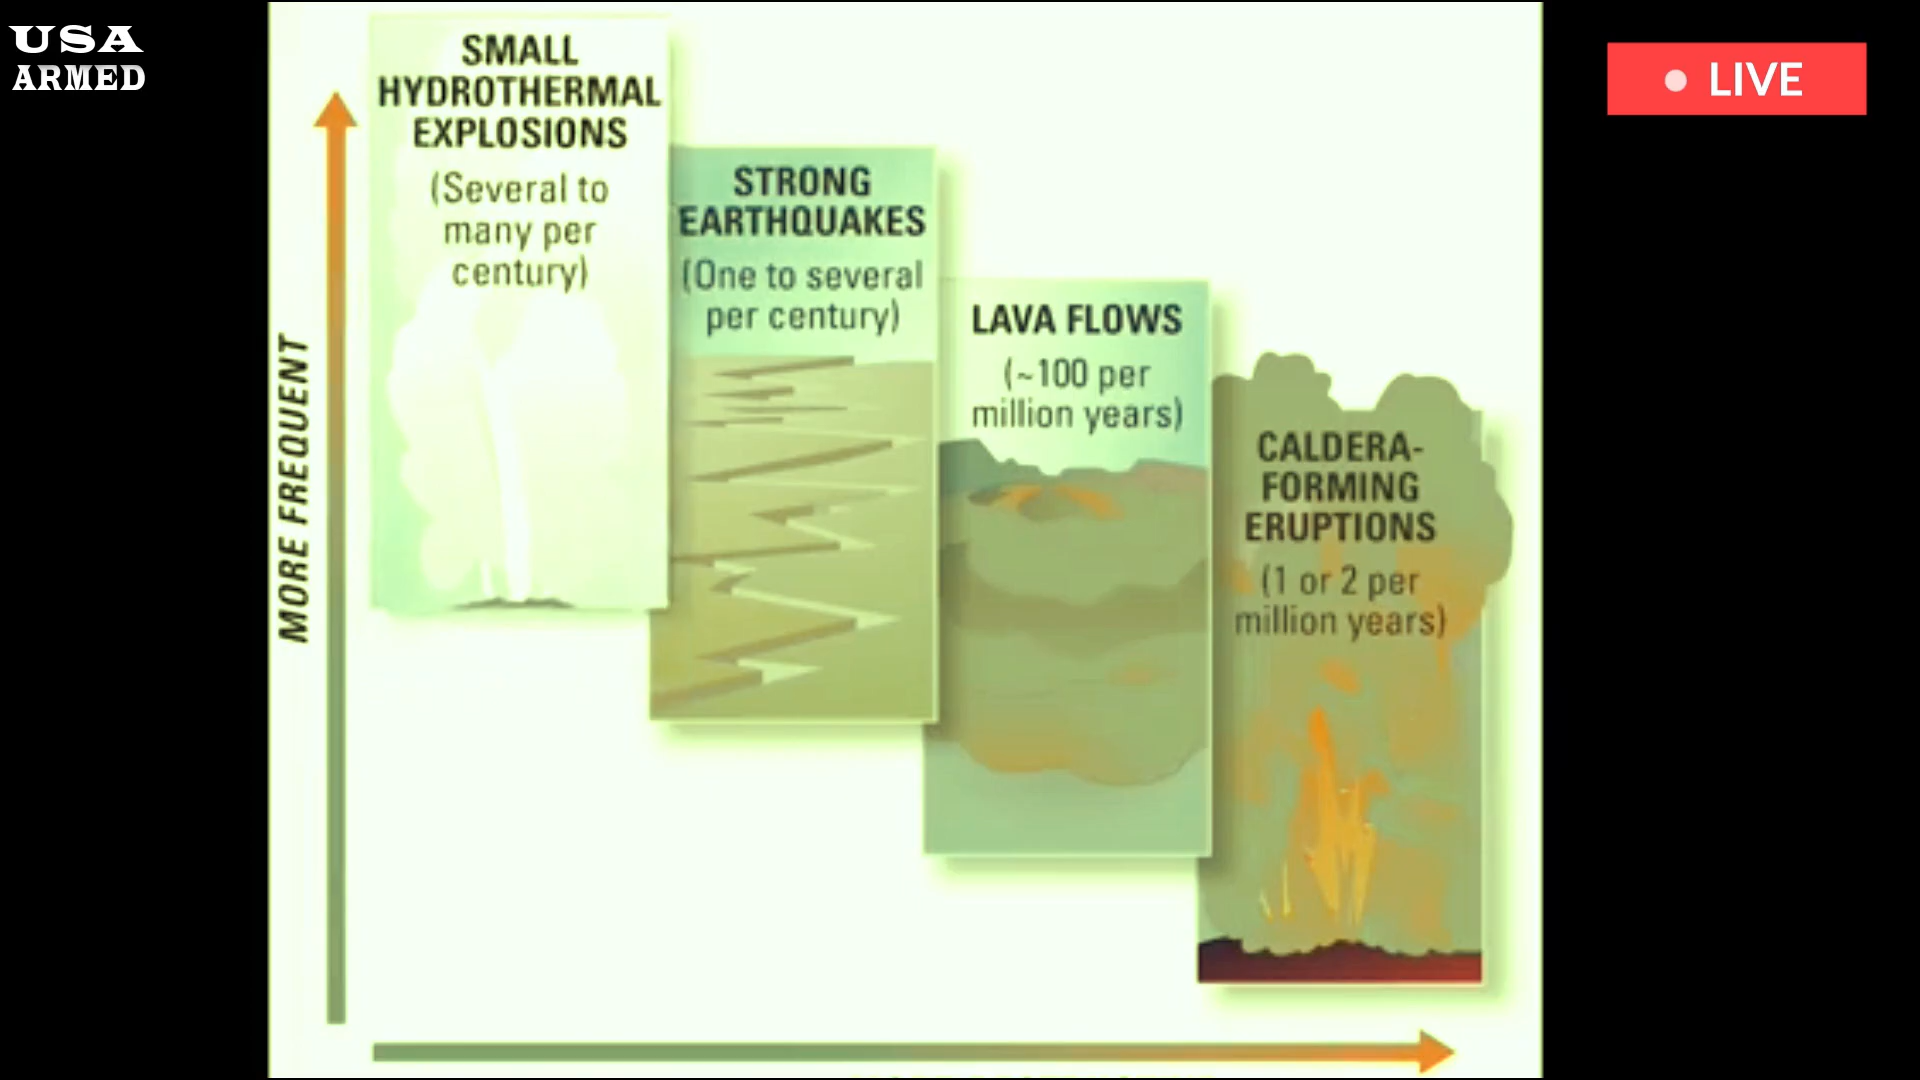 USA
ARMED
LIVE
SMALL
HYDROTHERMAL
EXPLOSIONS
(Several to
many per
century)
STRONG
EARTHQUAKES
(One to several
per century)
LAVA FLOWS
(~100 per
million years)
CALDERA-
FORMING
ERUPTIONS
(1 or 2 per
million years)
MORE FREQUENT